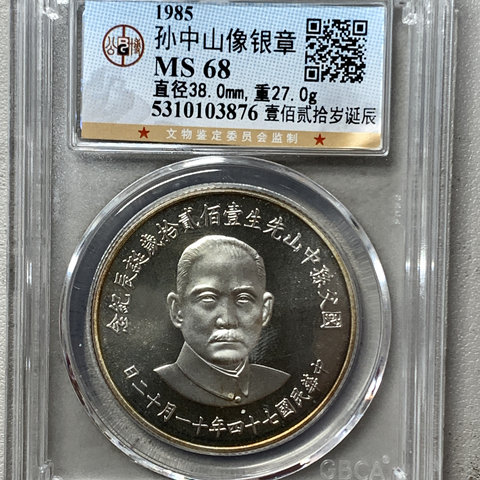 1985
孙中山像银章
MS 68
直径38.0mm,重27.0g
5310103876 壹佰贰拾岁诞辰
公博
★ 文物鉴定委员会监制 ★
國父孫中山先生壹佰貳拾歲誕辰紀念
中華民國七十四年十一月十二日
GBCA